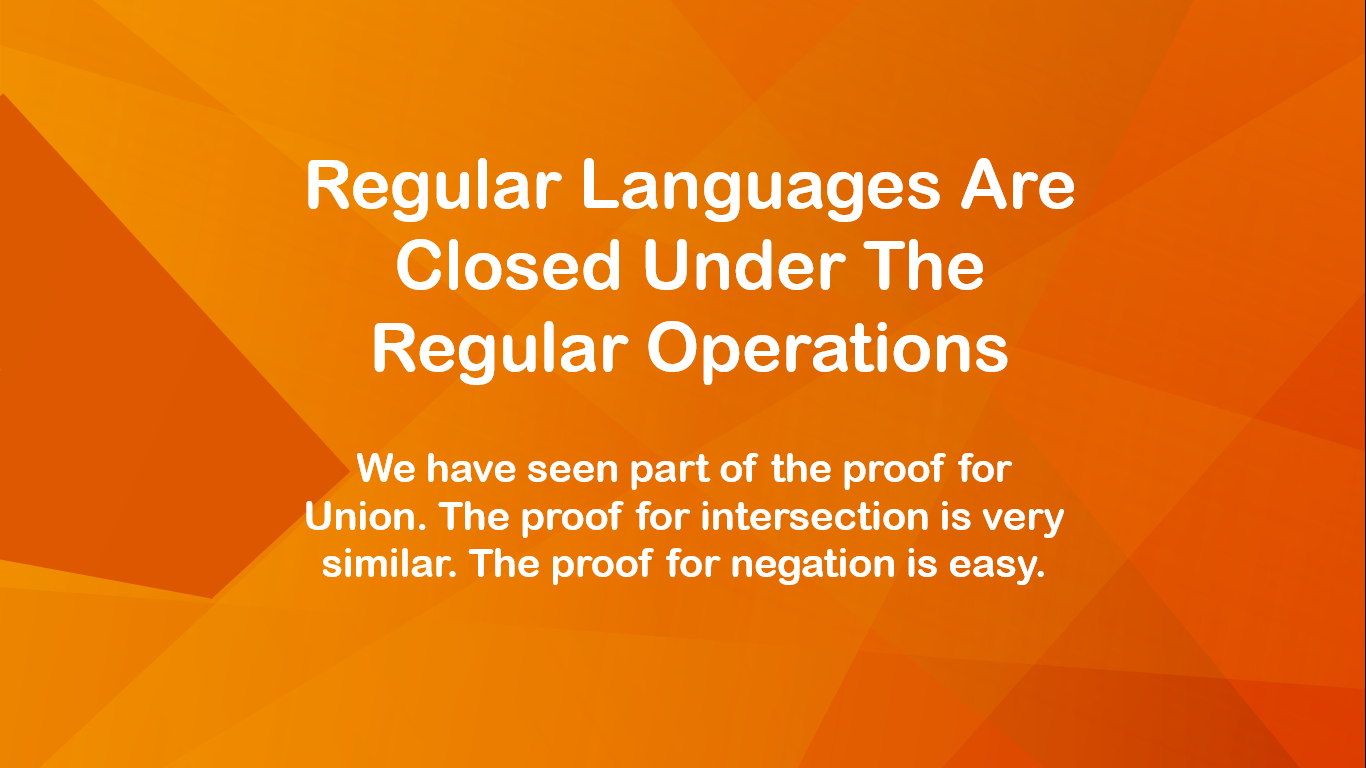 Regular Languages Are
Closed Under The
Regular Operations
We have seen part of the proof for
Union. The proof for intersection is very
similar. The proof for negation is easy.